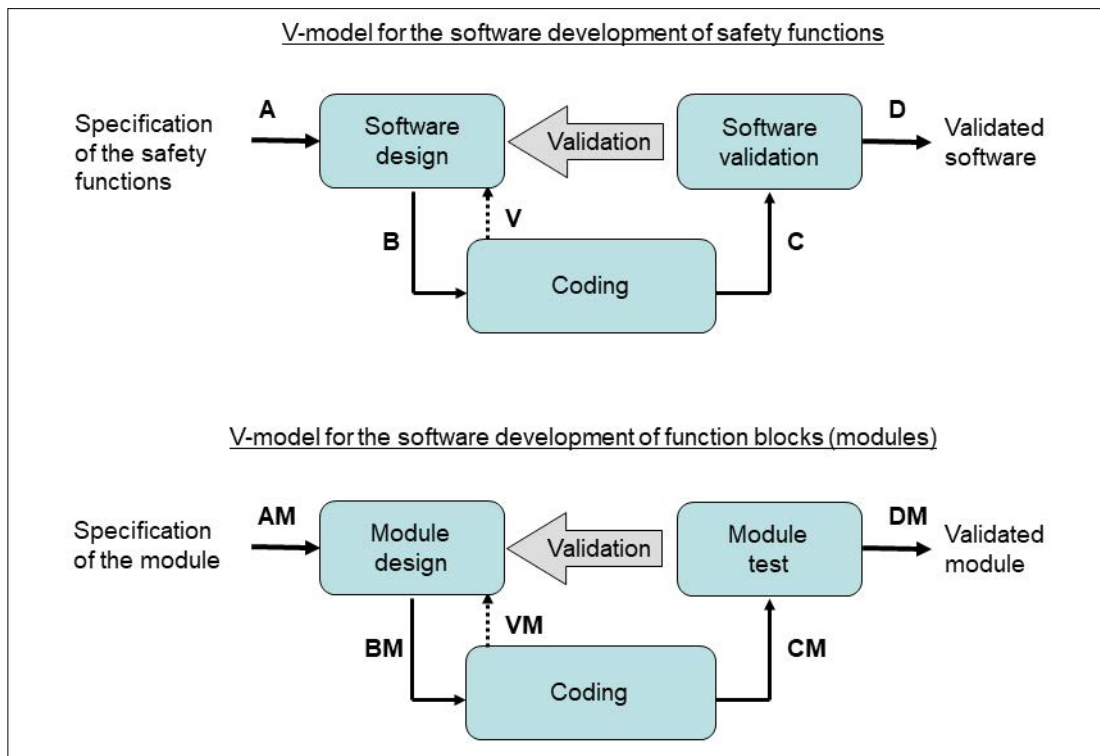 V-model for the software development of safety functions
A
D
Specification
of the safety
functions
Software
design
Validation
Software
validation
Validated
software
B
V
C
Coding
V-model for the software development of function blocks (modules)
AM
DM
Specification
of the module
Module
design
Validation
Module
test
Validated
module
BM
VM
CM
Coding